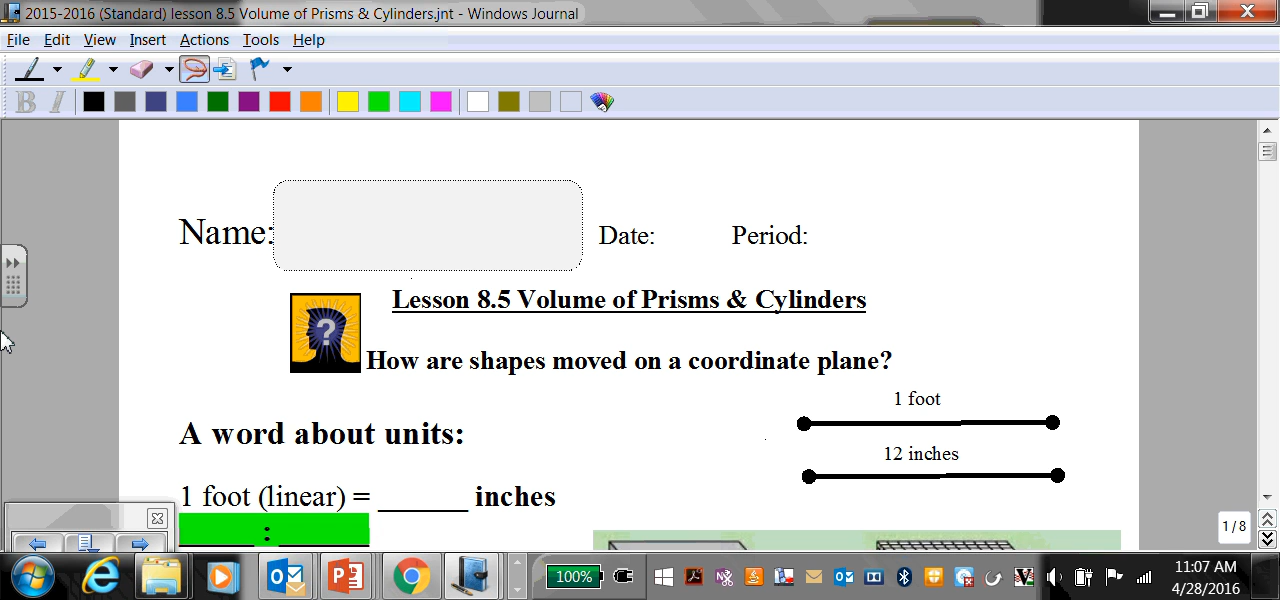 2015-2016 (Standard) lesson 8.5 Volume of Prisms & Cylinders.jnt - Windows Journal
File Edit View Insert Actions Tools Help
B I
Name:
Date: Period:
Lesson 8.5 Volume of Prisms & Cylinders
?
How are shapes moved on a coordinate plane?
1 foot
A word about units:
12 inches
1 foot (linear) = ______ inches
______ : ______
1 / 8
100%
11:07 AM
4/28/2016